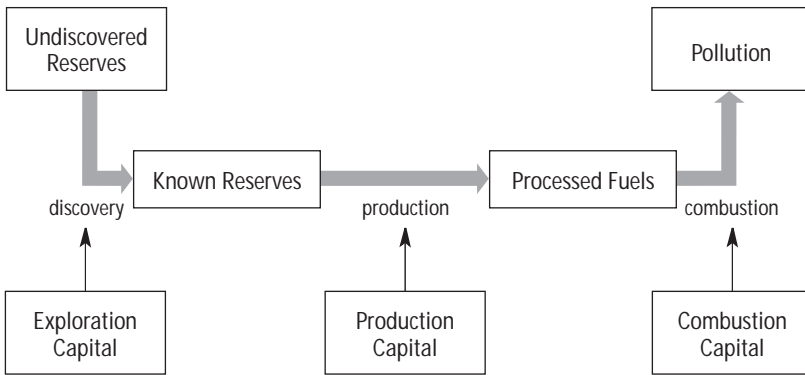 Undiscovered
Reserves
Pollution
Known Reserves
Processed Fuels
discovery
production
combustion
Exploration
Capital
Production
Capital
Combustion
Capital